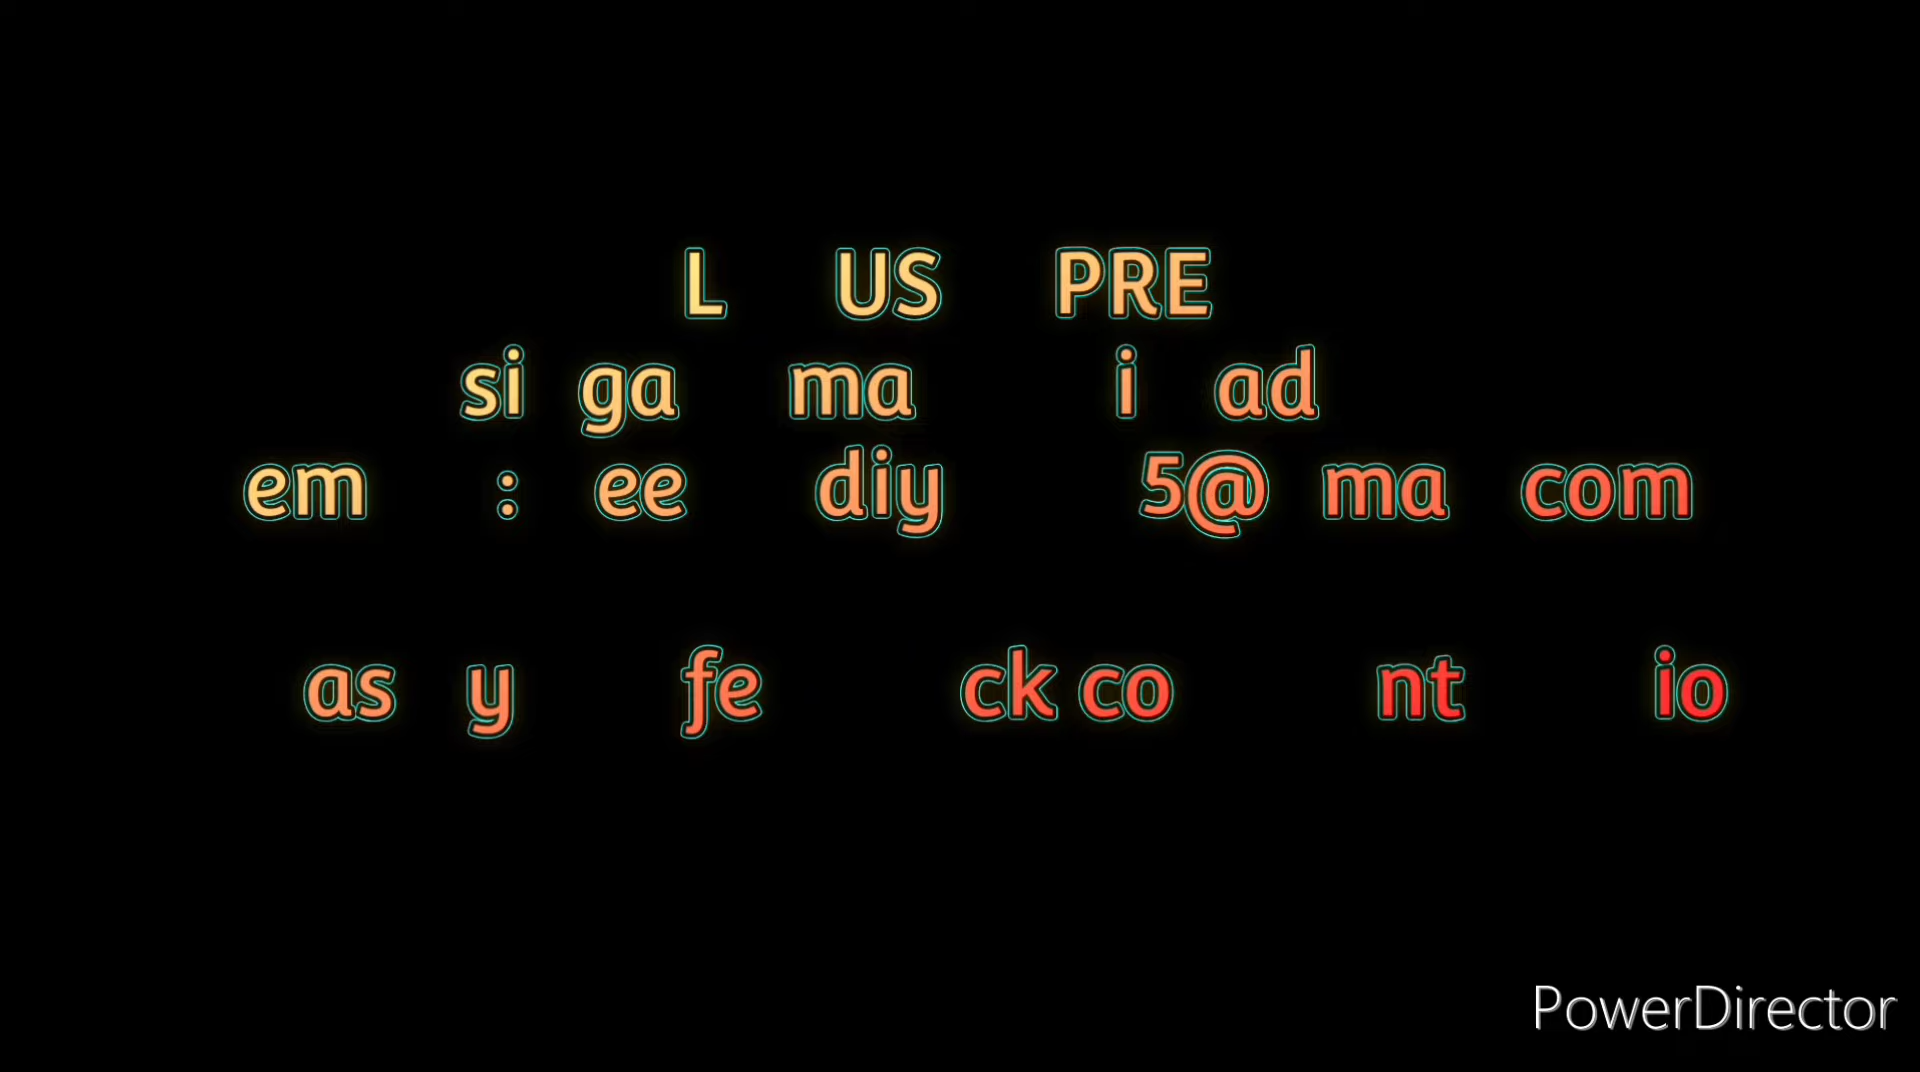 L US PRE
si ga ma i ad
em : ee diy 5@ ma com
as y fe ck co nt io
PowerDirector